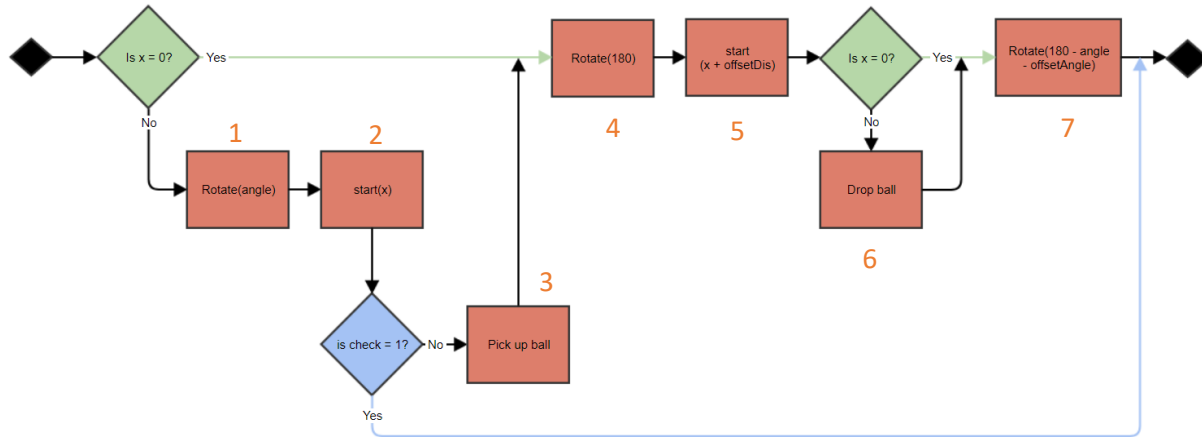 Is x = 0?
Yes
No
1
Rotate(angle)
2
start(x)
is check = 1?
No
Yes
3
Pick up ball
Rotate(180)
4
start
(x + offsetDis)
5
Is x = 0?
Yes
No
Drop ball
6
Rotate(180 - angle
- offsetAngle)
7